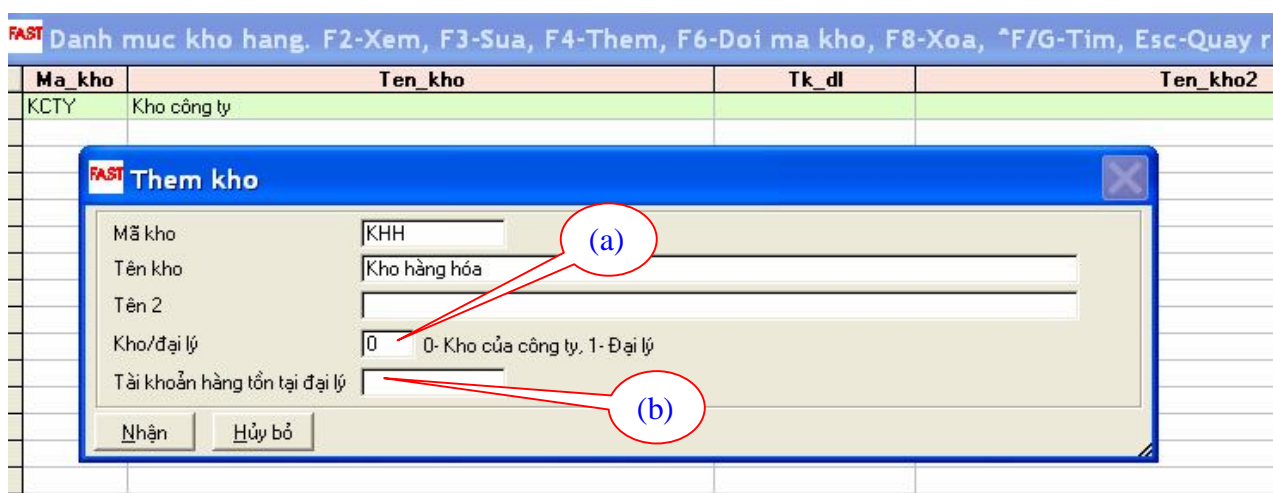 FAST Danh muc kho hang. F2-Xem, F3-Sua, F4-Them, F6-Doi ma kho, F8-Xoa, ^F/G-Tim, Esc-Quay r
Ma_kho Ten_kho Tk_dl Ten_kho2
KCTY Kho công ty
FAST Them kho
Mã kho KHH
(a)
Tên kho Kho hàng hóa
Tên 2
Kho/đại lý 0 0- Kho của công ty, 1- Đại lý
Tài khoản hàng tồn tại đại lý
(b)
Nhận Hủy bỏ